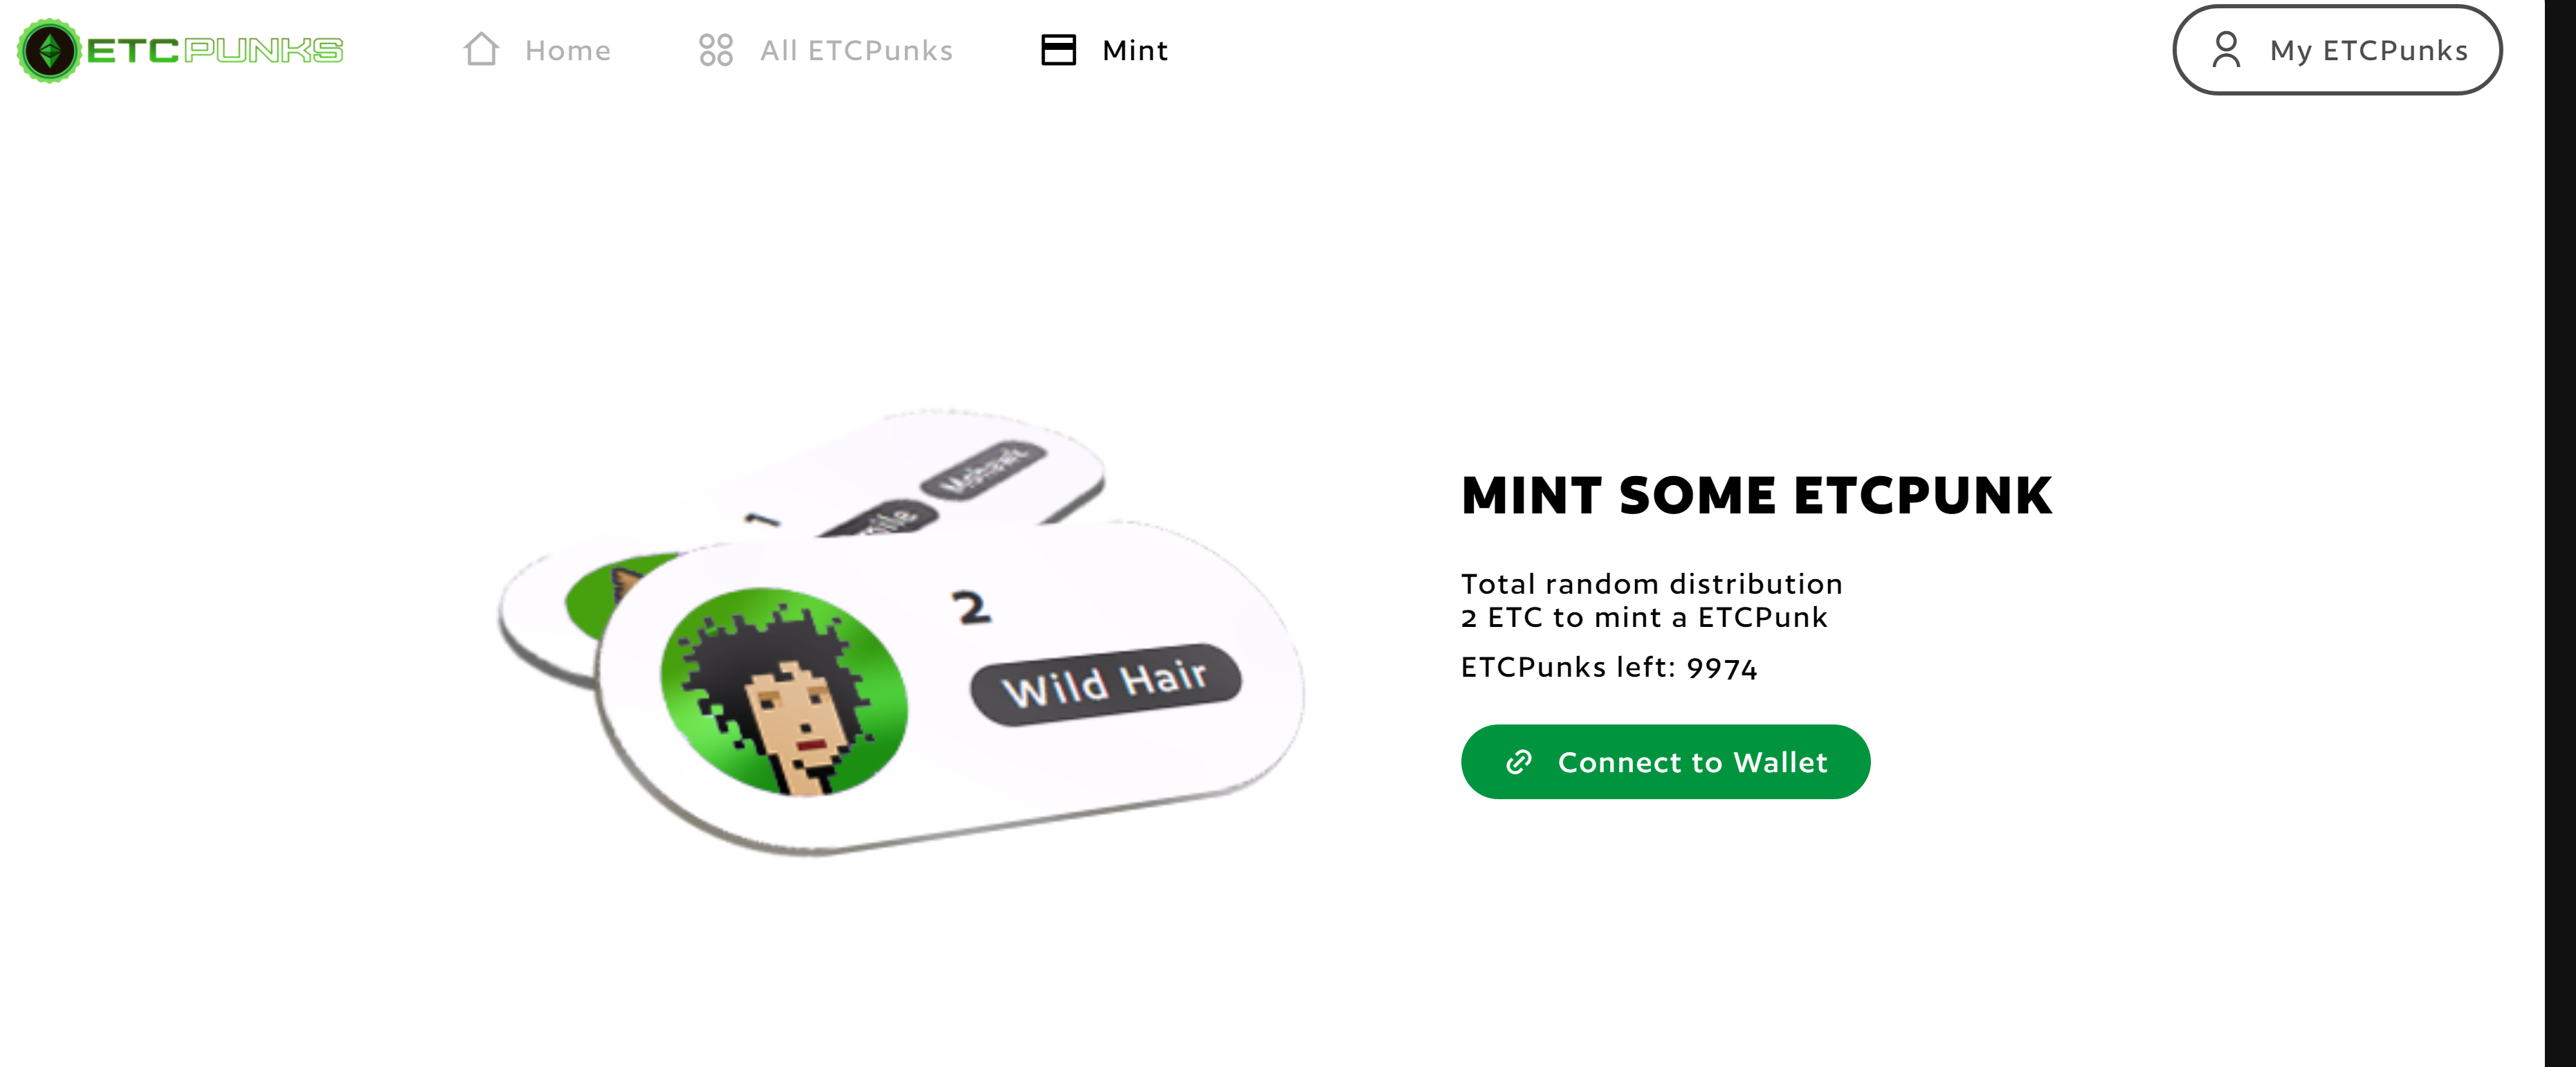 ETCPUNKS
Home
All ETCPunks
Mint
My ETCPunks
1
Mohawk
2
Wild Hair
MINT SOME ETCPUNK
Total random distribution
2 ETC to mint a ETCPunk
ETCPunks left: 9974
Connect to Wallet